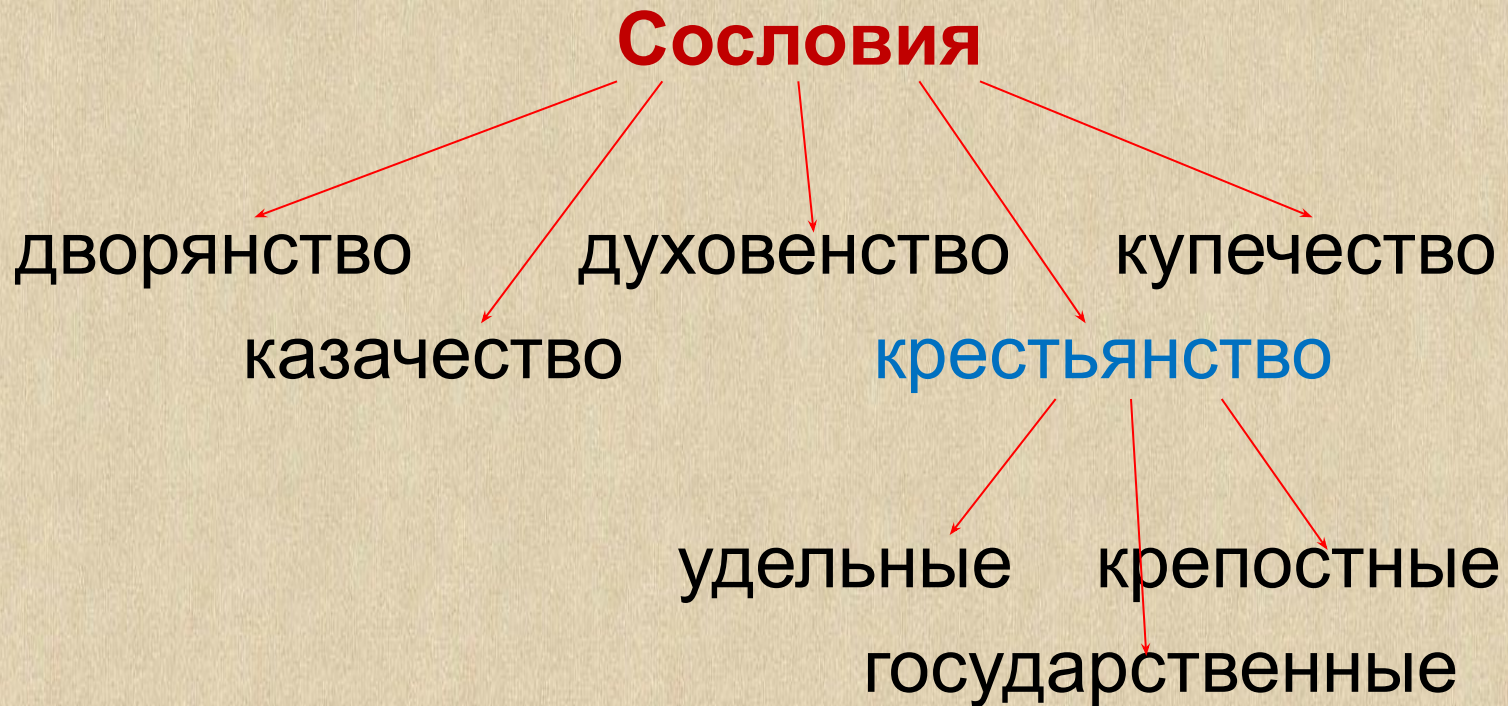 Сословия
дворянство духовенство купечество
казачество крестьянство
удельные крепостные
государственные